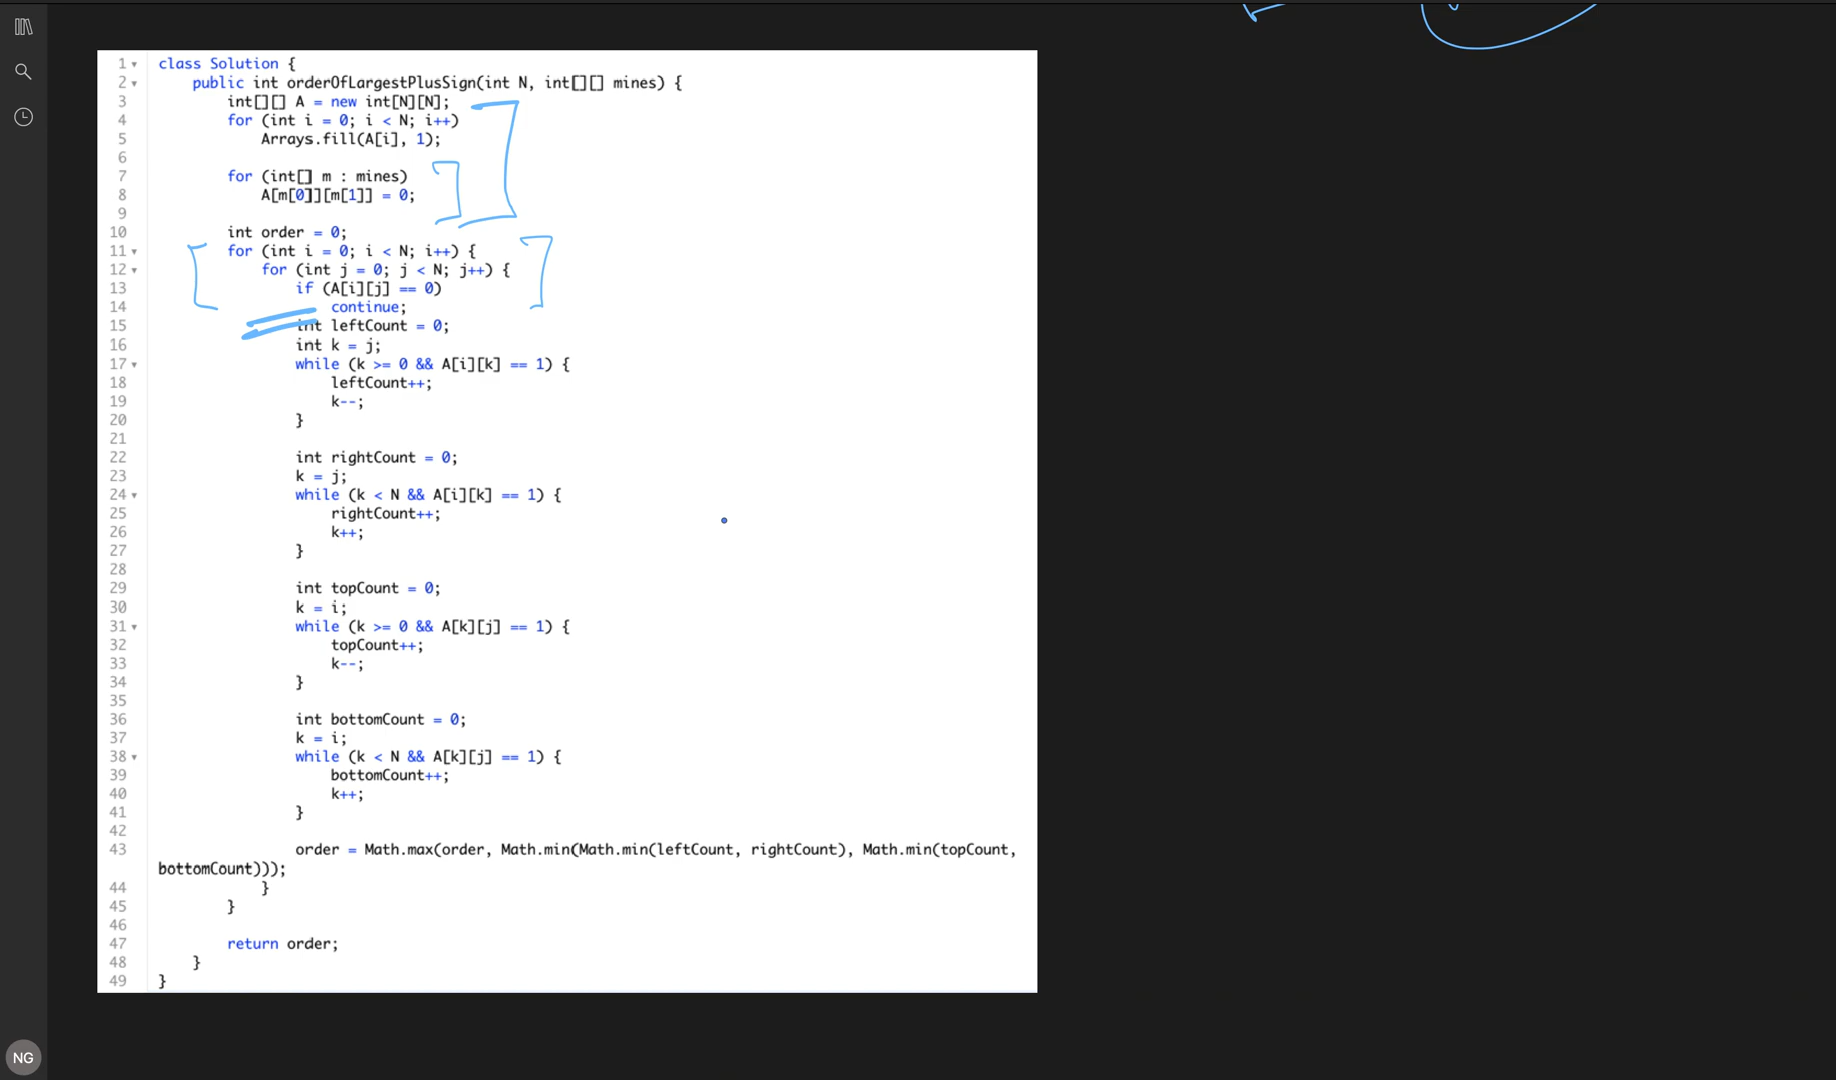 1 class Solution {
2 public int orderOfLargestPlusSign(int N, int[][] mines) {
3 int[][] A = new int[N][N];
4 for (int i = 0; i < N; i++)
5 Arrays.fill(A[i], 1);
6
7 for (int[] m : mines)
8 A[m[0]][m[1]] = 0;
9
10 int order = 0;
11 for (int i = 0; i < N; i++) {
12 for (int j = 0; j < N; j++) {
13 if (A[i][j] == 0)
14 continue;
15 int leftCount = 0;
16 int k = j;
17 while (k >= 0 && A[i][k] == 1) {
18 leftCount++;
19 k--;
20 }
21
22 int rightCount = 0;
23 k = j;
24 while (k < N && A[i][k] == 1) {
25 rightCount++;
26 k++;
27 }
28
29 int topCount = 0;
30 k = i;
31 while (k >= 0 && A[k][j] == 1) {
32 topCount++;
33 k--;
34 }
35
36 int bottomCount = 0;
37 k = i;
38 while (k < N && A[k][j] == 1) {
39 bottomCount++;
40 k++;
41 }
42
43 order = Math.max(order, Math.min(Math.min(leftCount, rightCount), Math.min(topCount,
bottomCount)));
44 }
45 }
46
47 return order;
48 }
49 }
NG